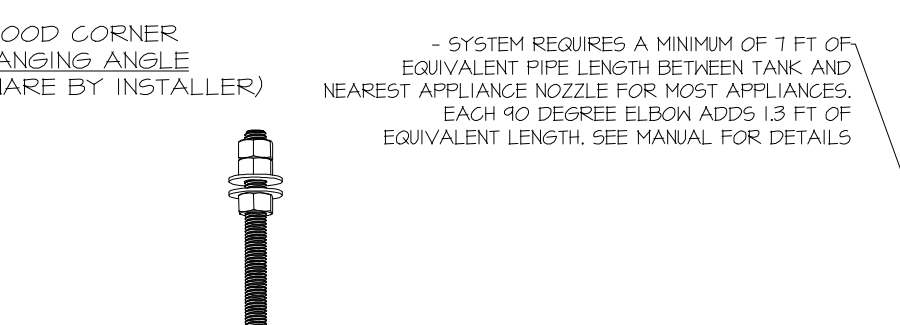 OOD CORNER
ANGING ANGLE
ARE BY INSTALLER)
- SYSTEM REQUIRES A MINIMUM OF 7 FT OF
EQUIVALENT PIPE LENGTH BETWEEN TANK AND
NEAREST APPLIANCE NOZZLE FOR MOST APPLIANCES.
EACH 90 DEGREE ELBOW ADDS 1.3 FT OF
EQUIVALENT LENGTH. SEE MANUAL FOR DETAILS